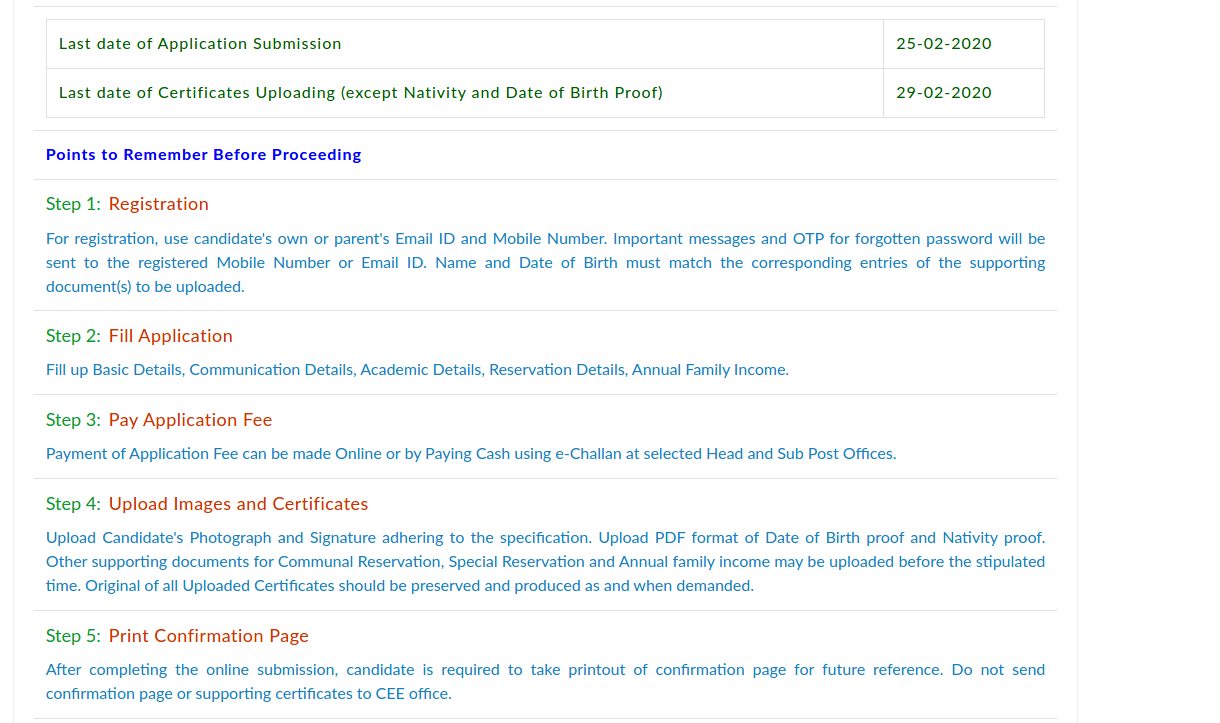 Last date of Application Submission 25-02-2020
Last date of Certificates Uploading (except Nativity and Date of Birth Proof) 29-02-2020
Points to Remember Before Proceeding
Step 1: Registration
For registration, use candidate's own or parent's Email ID and Mobile Number. Important messages and OTP for forgotten password will be
sent to the registered Mobile Number or Email ID. Name and Date of Birth must match the corresponding entries of the supporting
document(s) to be uploaded.
Step 2: Fill Application
Fill up Basic Details, Communication Details, Academic Details, Reservation Details, Annual Family Income.
Step 3: Pay Application Fee
Payment of Application Fee can be made Online or by Paying Cash using e-Challan at selected Head and Sub Post Offices.
Step 4: Upload Images and Certificates
Upload Candidate's Photograph and Signature adhering to the specification. Upload PDF format of Date of Birth proof and Nativity proof.
Other supporting documents for Communal Reservation, Special Reservation and Annual family income may be uploaded before the stipulated
time. Original of all Uploaded Certificates should be preserved and produced as and when demanded.
Step 5: Print Confirmation Page
After completing the online submission, candidate is required to take printout of confirmation page for future reference. Do not send
confirmation page or supporting certificates to CEE office.